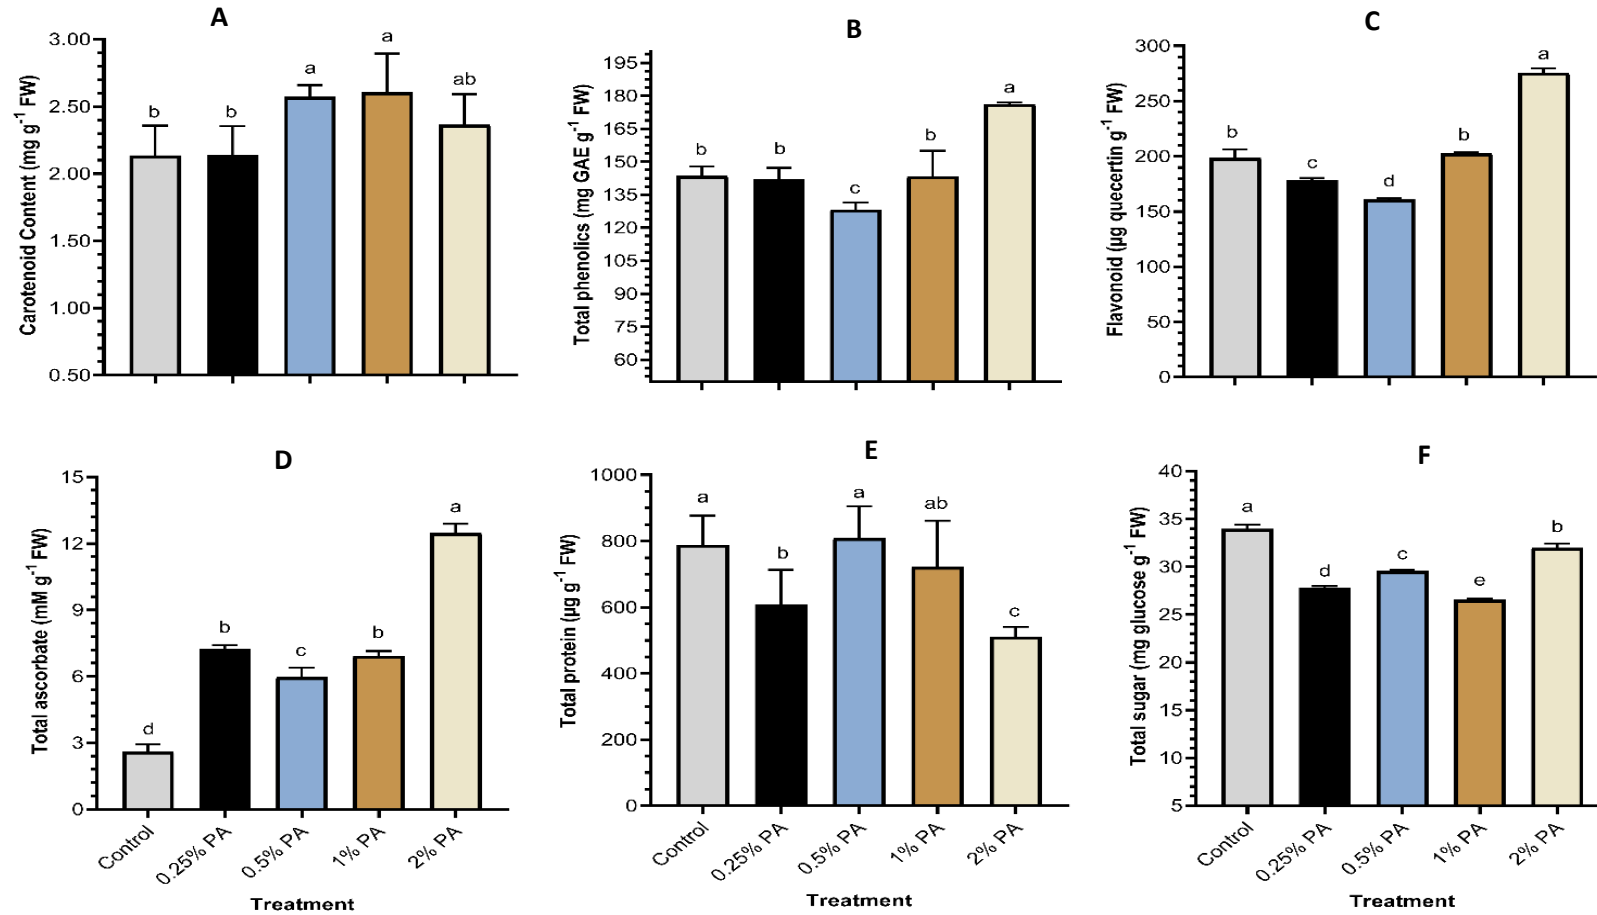 A
Carotenoid Content (mg g-1 FW)
3.00
2.50
2.00
1.50
1.00
0.50
b
b
a
a
ab
B
Total phenolics (mg GAE g-1 FW)
195
180
165
150
135
120
105
90
75
60
b
b
c
b
a
C
Flavonoid (µg quecertin g-1 FW)
300
250
200
150
100
50
0
b
c
d
b
a
D
Total ascorbate (mM g-1 FW)
15
12
9
6
3
0
d
b
c
b
a
Control
0.25% PA
0.5% PA
1% PA
2% PA
Treatment
E
Total protein (µg g-1 FW)
1000
800
600
400
200
0
a
b
a
ab
c
Control
0.25% PA
0.5% PA
1% PA
2% PA
Treatment
F
Total sugar (mg glucose g-1 FW)
40
35
30
25
20
15
10
5
a
d
c
e
b
Control
0.25% PA
0.5% PA
1% PA
2% PA
Treatment